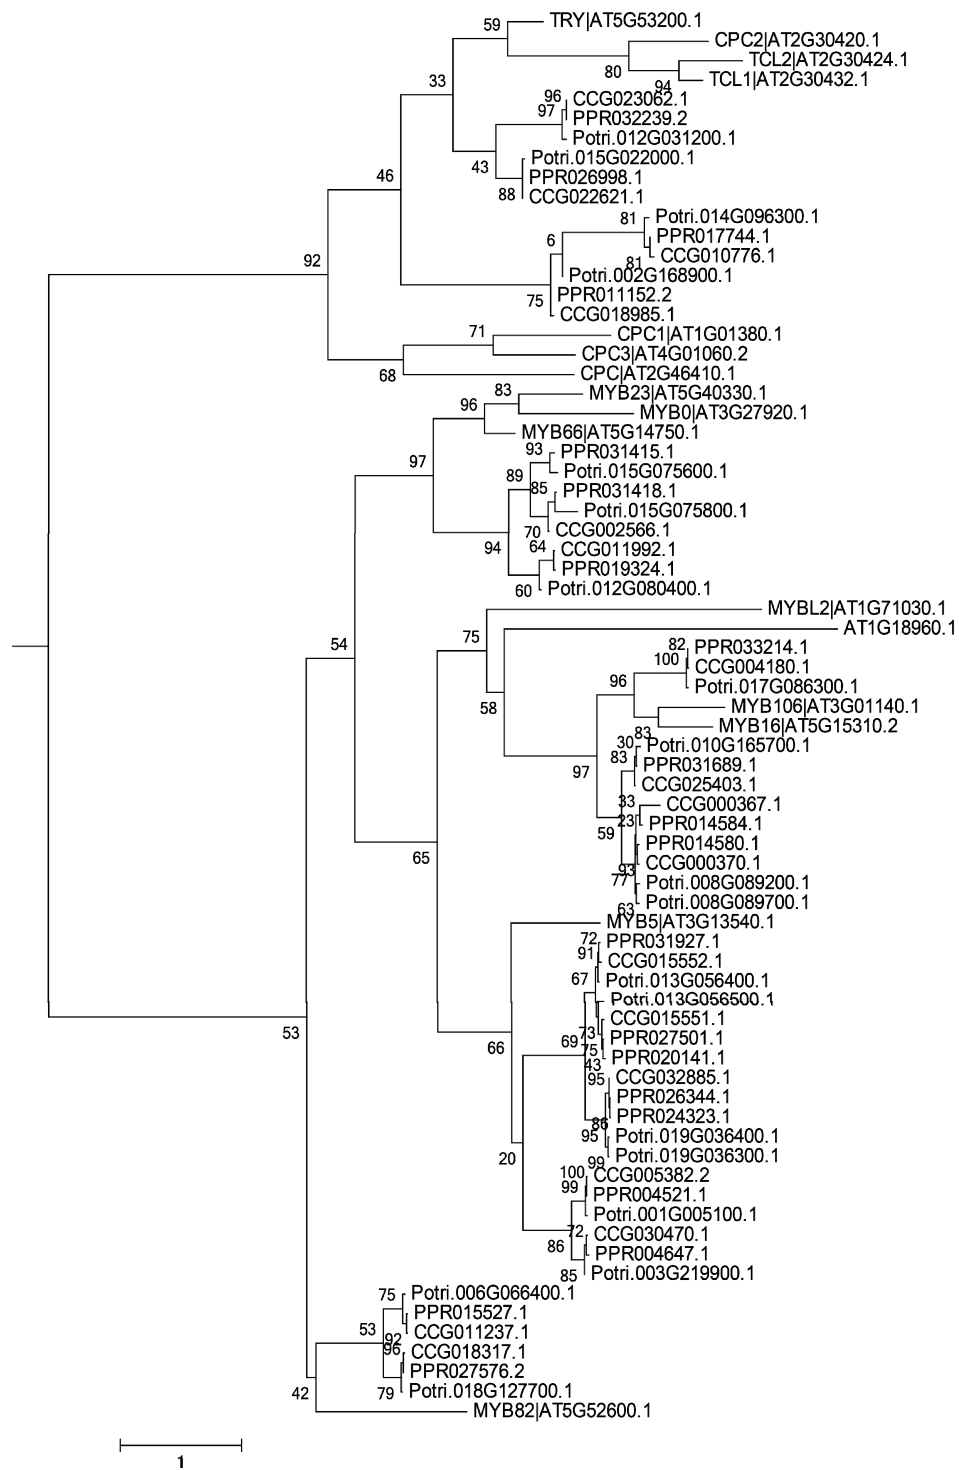 59
TRY|AT5G53200.1
CPC2|AT2G30420.1
TCL2|AT2G30424.1
80
TCL1|AT2G30432.1
94
33
96
CCG023062.1
97
PPR032239.2
Potri.012G031200.1
Potri.015G022000.1
43
PPR026998.1
46
88
CCG022621.1
81
Potri.014G096300.1
6
PPR017744.1
CCG010776.1
81
92
Potri.002G168900.1
75
PPR011152.2
CCG018985.1
71
CPC1|AT1G01380.1
CPC3|AT4G01060.2
68
CPC|AT2G46410.1
83
MYB23|AT5G40330.1
96
MYB0|AT3G27920.1
MYB66|AT5G14750.1
97
93
PPR031415.1
Potri.015G075600.1
89
85
PPR031418.1
Potri.015G075800.1
70
CCG002566.1
94
64
CCG011992.1
PPR019324.1
60
Potri.012G080400.1
MYBL2|AT1G71030.1
75
AT1G18960.1
54
82
PPR033214.1
100
CCG004180.1
96
Potri.017G086300.1
58
MYB106|AT3G01140.1
MYB16|AT5G15310.2
83
30
Potri.010G165700.1
83
PPR031689.1
97
CCG025403.1
33
CCG000367.1
23
PPR014584.1
59
PPR014580.1
65
93
CCG000370.1
77
Potri.008G089200.1
63
Potri.008G089700.1
MYB5|AT3G13540.1
72
PPR031927.1
91
CCG015552.1
67
Potri.013G056400.1
Potri.013G056500.1
53
73
CCG015551.1
69
PPR027501.1
66
75
PPR020141.1
43
95
CCG032885.1
PPR026344.1
86
PPR024323.1
95
Potri.019G036400.1
20
99
Potri.019G036300.1
100
CCG005382.2
99
PPR004521.1
Potri.001G005100.1
72
CCG030470.1
86
PPR004647.1
85
Potri.003G219900.1
75
Potri.006G066400.1
53
PPR015527.1
92
CCG011237.1
96
CCG018317.1
PPR027576.2
42
79
Potri.018G127700.1
MYB82|AT5G52600.1
1